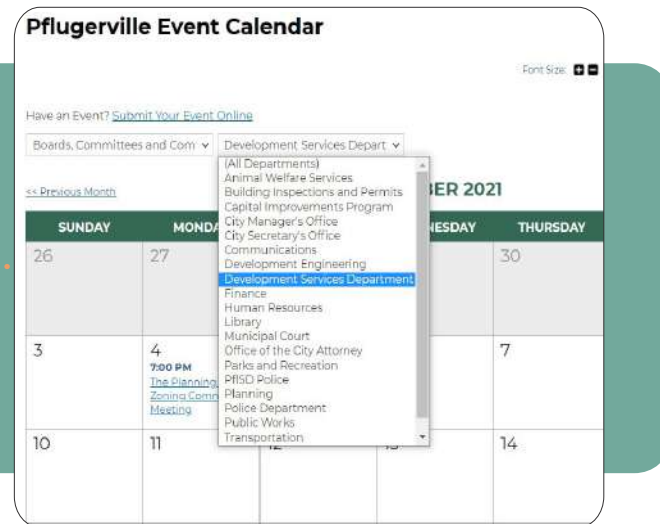 Pflugerville Event Calendar
Font Size:
Have an Event? Submit Your Event Online
Boards, Committees and Com
Development Services Depart
(All Departments)
Animal Welfare Services
Building Inspections and Permits
Capital Improvements Program
City Manager's Office
City Secretary's Office
Communications
Development Engineering
Development Services Department
Finance
Human Resources
Library
Municipal Court
Office of the City Attorney
Parks and Recreation
PfISD Police
Planning
Police Department
Public Works
Transportation
<< Previous Month
BER 2021
SUNDAY MONDA NESDAY THURSDAY
26 27 30
3 4 7
7:00 PM
The Planning
Zoning Comm
Meeting
10 11 14